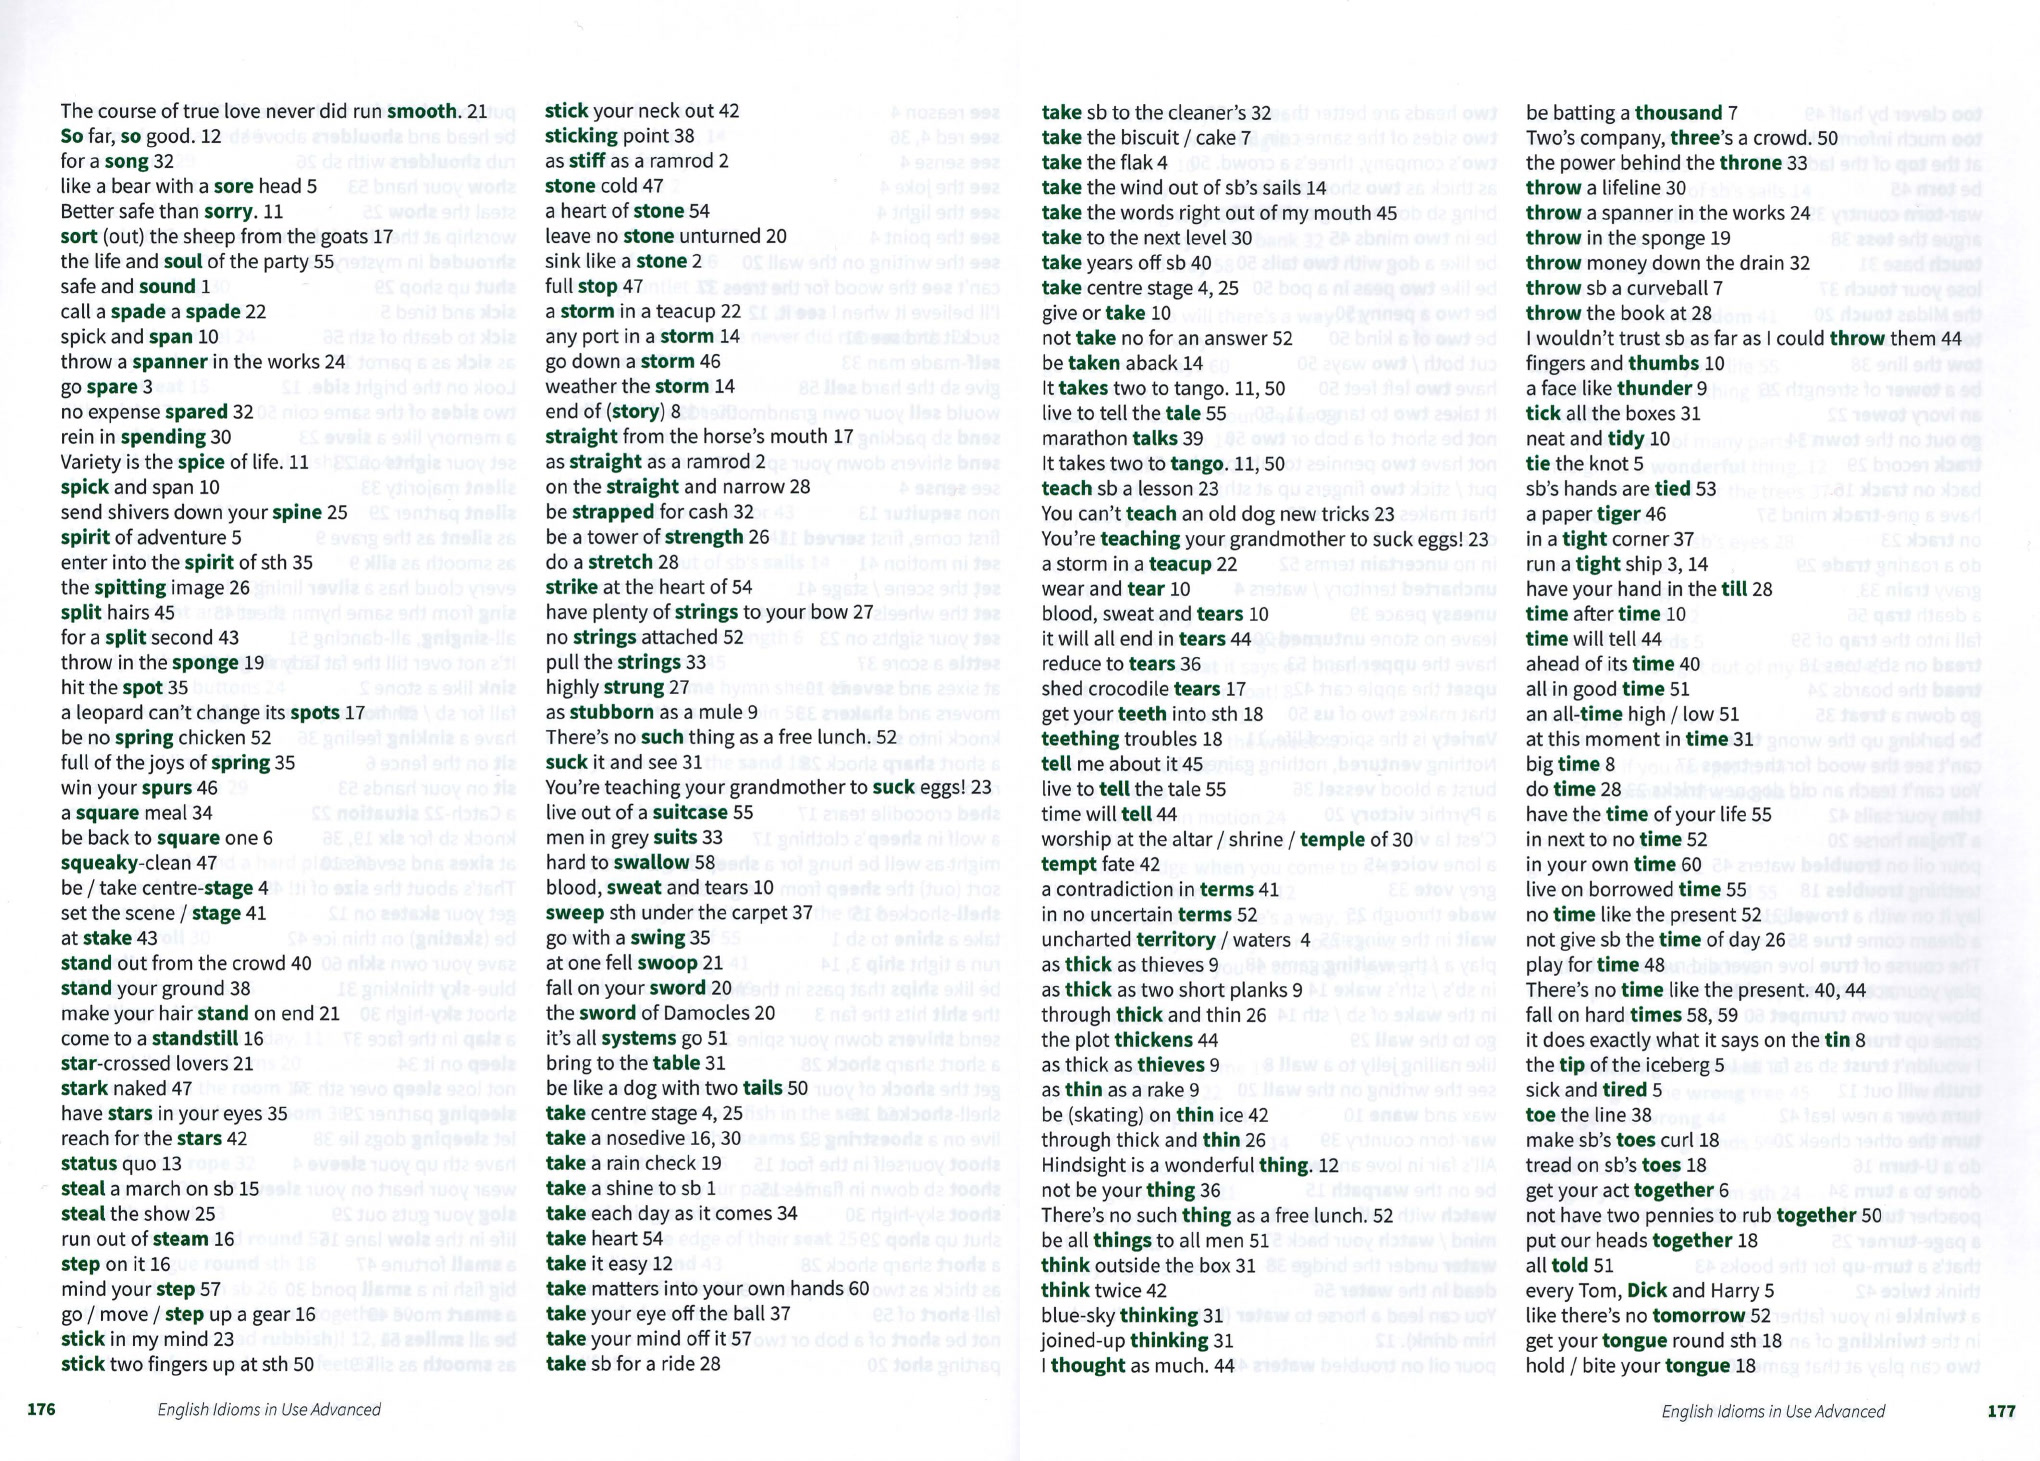 The course of true love never did run smooth. 21
So far, so good. 12
for a song 32
like a bear with a sore head 5
Better safe than sorry. 11
sort (out) the sheep from the goats 17
the life and soul of the party 55
safe and sound 1
call a spade a spade 22
spick and span 10
throw a spanner in the works 24
go spare 3
no expense spared 32
rein in spending 30
Variety is the spice of life. 11
spick and span 10
send shivers down your spine 25
spirit of adventure 5
enter into the spirit of sth 35
the spitting image 26
split hairs 45
for a split second 43
throw in the sponge 19
hit the spot 35
a leopard can't change its spots 17
be no spring chicken 52
full of the joys of spring 35
win your spurs 46
a square meal 34
be back to square one 6
squeaky-clean 47
be / take centre-stage 4
set the scene / stage 41
at stake 43
stand out from the crowd 40
stand your ground 38
make your hair stand on end 21
come to a standstill 16
star-crossed lovers 21
stark naked 47
have stars in your eyes 35
reach for the stars 42
status quo 13
steal a march on sb 15
steal the show 25
run out of steam 16
step on it 16
mind your step 57
go / move / step up a gear 16
stick in my mind 23
stick two fingers up at sth 50
stick your neck out 42
sticking point 38
as stiff as a ramrod 2
stone cold 47
a heart of stone 54
leave no stone unturned 20
sink like a stone 2
full stop 47
a storm in a teacup 22
any port in a storm 14
go down a storm 46
weather the storm 14
end of (story) 8
straight from the horse's mouth 17
as straight as a ramrod 2
on the straight and narrow 28
be strapped for cash 32
be a tower of strength 26
do a stretch 28
strike at the heart of 54
have plenty of strings to your bow 27
no strings attached 52
pull the strings 33
highly strung 27
as stubborn as a mule 9
There's no such thing as a free lunch. 52
suck it and see 31
You're teaching your grandmother to suck eggs! 23
live out of a suitcase 55
men in grey suits 33
hard to swallow 58
blood, sweat and tears 10
sweep sth under the carpet 37
go with a swing 35
at one fell swoop 21
fall on your sword 20
the sword of Damocles 20
it's all systems go 51
bring to the table 31
be like a dog with two tails 50
take centre stage 4, 25
take a nosedive 16, 30
take a rain check 19
take a shine to sb 1
take each day as it comes 34
take heart 54
take it easy 12
take matters into your own hands 60
take your eye off the ball 37
take your mind off it 57
take sb for a ride 28
176 English Idioms in Use Advanced
take sb to the cleaner's 32
take the biscuit / cake 7
take the flak 4
take the wind out of sb's sails 14
take the words right out of my mouth 45
take to the next level 30
take years off sb 40
take centre stage 4, 25
give or take 10
not take no for an answer 52
be taken aback 14
It takes two to tango. 11, 50
live to tell the tale 55
marathon talks 39
It takes two to tango. 11, 50
teach sb a lesson 23
You can't teach an old dog new tricks 23
You're teaching your grandmother to suck eggs! 23
a storm in a teacup 22
wear and tear 10
blood, sweat and tears 10
it will all end in tears 44
reduce to tears 36
shed crocodile tears 17
get your teeth into sth 18
teething troubles 18
tell me about it 45
live to tell the tale 55
time will tell 44
worship at the altar / shrine / temple of 30
tempt fate 42
a contradiction in terms 41
in no uncertain terms 52
uncharted territory / waters 4
as thick as thieves 9
as thick as two short planks 9
through thick and thin 26
the plot thickens 44
as thick as thieves 9
as thin as a rake 9
be (skating) on thin ice 42
through thick and thin 26
Hindsight is a wonderful thing. 12
not be your thing 36
There's no such thing as a free lunch. 52
be all things to all men 51
think outside the box 31
think twice 42
blue-sky thinking 31
joined-up thinking 31
I thought as much. 44
be batting a thousand 7
Two's company, three's a crowd. 50
the power behind the throne 33
throw a lifeline 30
throw a spanner in the works 24
throw in the sponge 19
throw money down the drain 32
throw sb a curveball 7
throw the book at 28
I wouldn't trust sb as far as I could throw them 44
fingers and thumbs 10
a face like thunder 9
tick all the boxes 31
neat and tidy 10
tie the knot 5
sb's hands are tied 53
a paper tiger 46
in a tight corner 37
run a tight ship 3, 14
have your hand in the till 28
time after time 10
time will tell 44
ahead of its time 40
all in good time 51
an all-time high / low 51
at this moment in time 31
big time 8
do time 28
have the time of your life 55
in next to no time 52
in your own time 60
live on borrowed time 55
no time like the present 52
not give sb the time of day 26
play for time 48
There's no time like the present. 40, 44
fall on hard times 58, 59
it does exactly what it says on the tin 8
the tip of the iceberg 5
sick and tired 5
toe the line 38
make sb's toes curl 18
tread on sb's toes 18
get your act together 6
not have two pennies to rub together 50
put our heads together 18
all told 51
every Tom, Dick and Harry 5
like there's no tomorrow 52
get your tongue round sth 18
hold / bite your tongue 18
English Idioms in Use Advanced 177